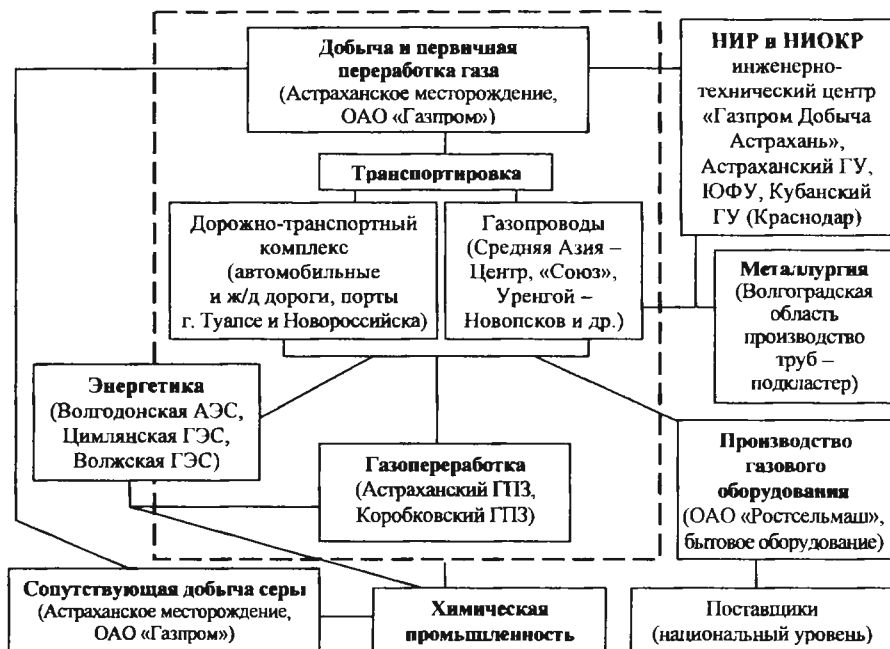 Добыча и первичная
переработка газа
(Астраханское месторождение,
ОАО «Газпром»)
НИР и НИОКР
инженерно-
технический центр
«Газпром Добыча
Астрахань»,
Астраханский ГУ,
ЮФУ, Кубанский
ГУ (Краснодар)
Транспортировка
Дорожно-транспортный
комплекс
(автомобильные
и ж/д дороги, порты
г. Туапсе и Новороссийска)
Газопроводы
(Средняя Азия –
Центр, «Союз»,
Уренгой –
Новопсков и др.)
Металлургия
(Волгоградская
область
производство
труб –
подкластер)
Энергетика
(Волгодонская АЭС,
Цимлянская ГЭС,
Волжская ГЭС)
Газопереработка
(Астраханский ГПЗ,
Коробковский ГПЗ)
Производство
газового
оборудования
(ОАО «Ростсельмаш»,
бытовое оборудование)
Сопутствующая добыча серы
(Астраханское месторождение,
ОАО «Газпром»)
Химическая
промышленность
Поставщики
(национальный уровень)